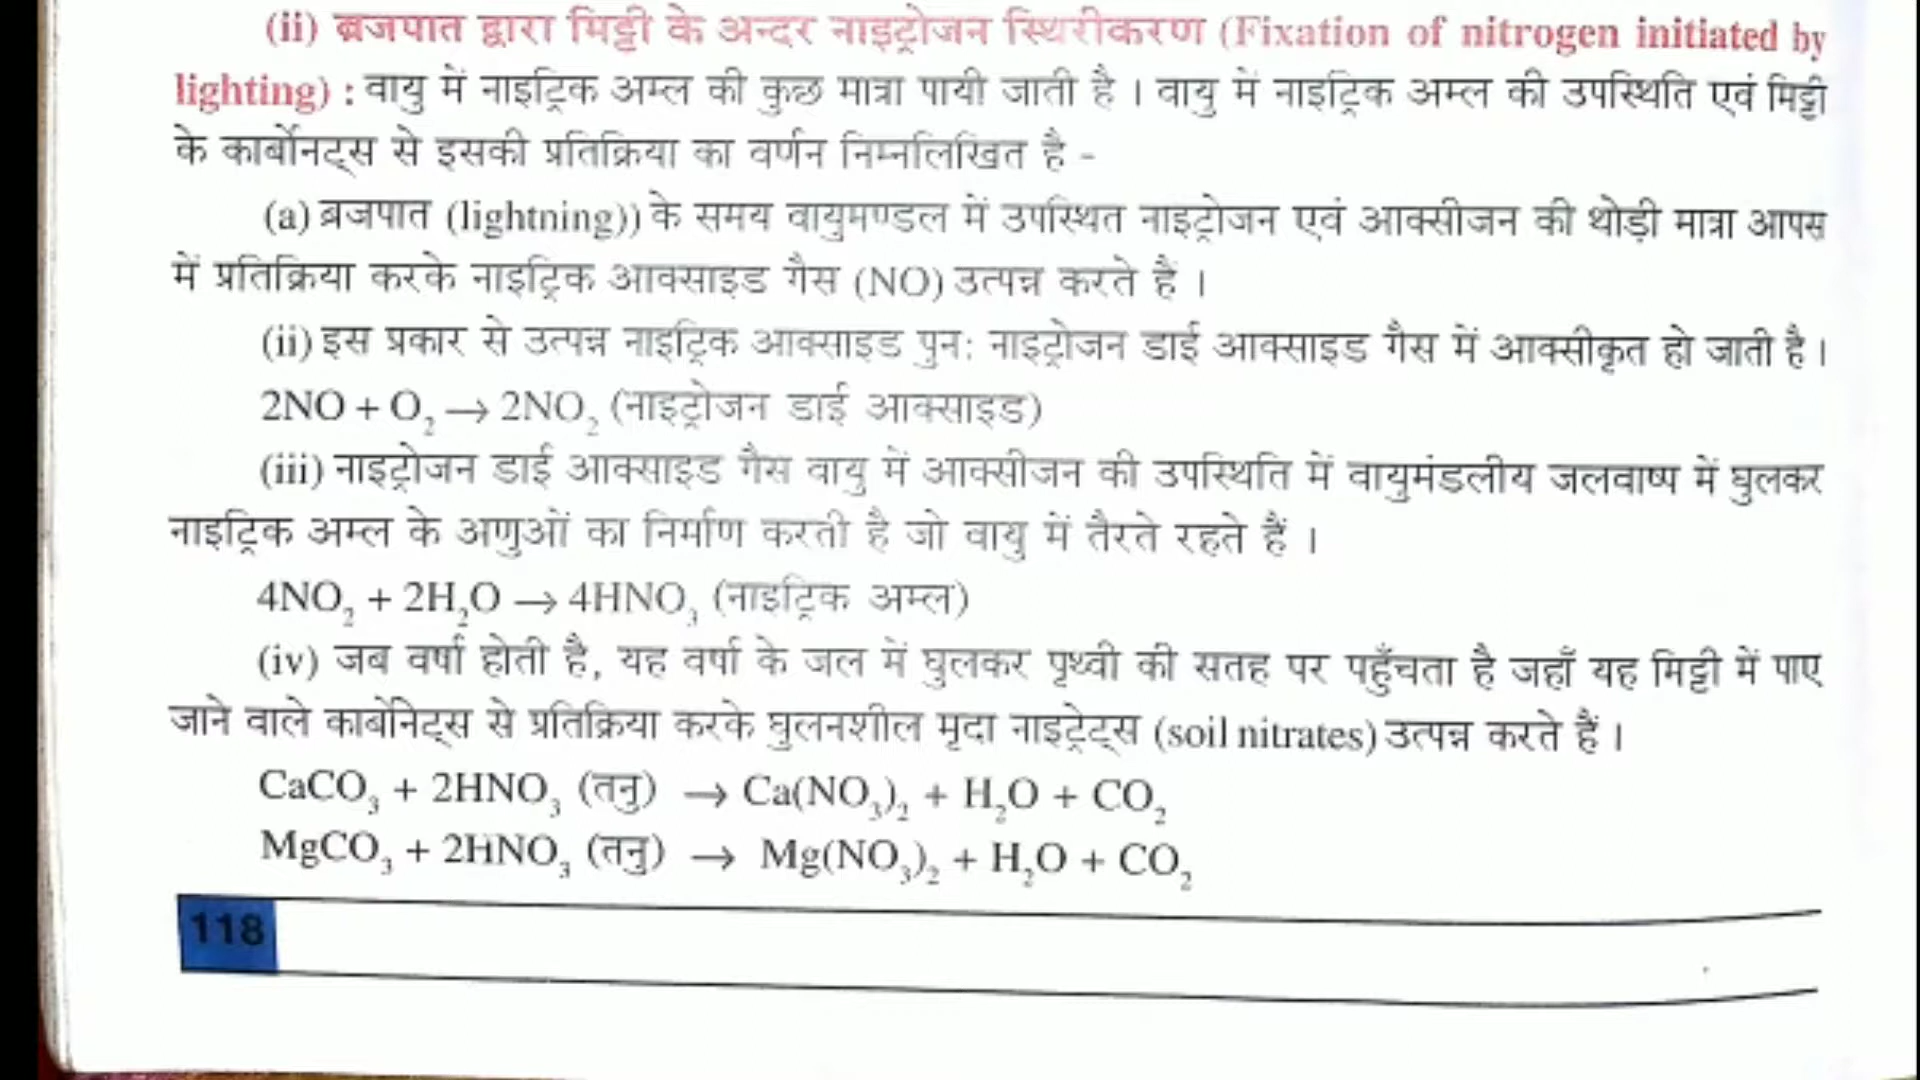 (ii) ब्रजपात द्वारा मिट्टी के अन्दर नाइट्रोजन स्थिरीकरण (Fixation of nitrogen initiated by
lighting) : वायु में नाइट्रिक अम्ल की कुछ मात्रा पायी जाती है । वायु में नाइट्रिक अम्ल की उपस्थिति एवं मिट्टी
के कार्बोनट्स से इसकी प्रतिक्रिया का वर्णन निम्नलिखित है -
(a) ब्रजपात (lightning)) के समय वायुमण्डल में उपस्थित नाइट्रोजन एवं आक्सीजन की थोड़ी मात्रा आपस
में प्रतिक्रिया करके नाइट्रिक आक्साइड गैस (NO) उत्पन्न करते हैं ।
(ii) इस प्रकार से उत्पन्न नाइट्रिक आक्साइड पुन: नाइट्रोजन डाई आक्साइड गैस में आक्सीकृत हो जाती है ।
2NO + O₂ → 2NO₂ (नाइट्रोजन डाई आक्साइड)
(iii) नाइट्रोजन डाई आक्साइड गैस वायु में आक्सीजन की उपस्थिति में वायुमंडलीय जलवाष्प में घुलकर
नाइट्रिक अम्ल के अणुओं का निर्माण करती है जो वायु में तैरते रहते हैं ।
4NO₂ + 2H₂O → 4HNO₃ (नाइट्रिक अम्ल)
(iv) जब वर्षा होती है, यह वर्षा के जल में घुलकर पृथ्वी की सतह पर पहुँचता है जहाँ यह मिट्टी में पाए
जाने वाले कार्बोनेट्स से प्रतिक्रिया करके घुलनशील मृदा नाइट्रेट्स (soil nitrates) उत्पन्न करते हैं ।
CaCO₃ + 2HNO₃ (तनु) → Ca(NO₃)₂ + H₂O + CO₂
MgCO₃ + 2HNO₃ (तनु) → Mg(NO₃)₂ + H₂O + CO₂
118